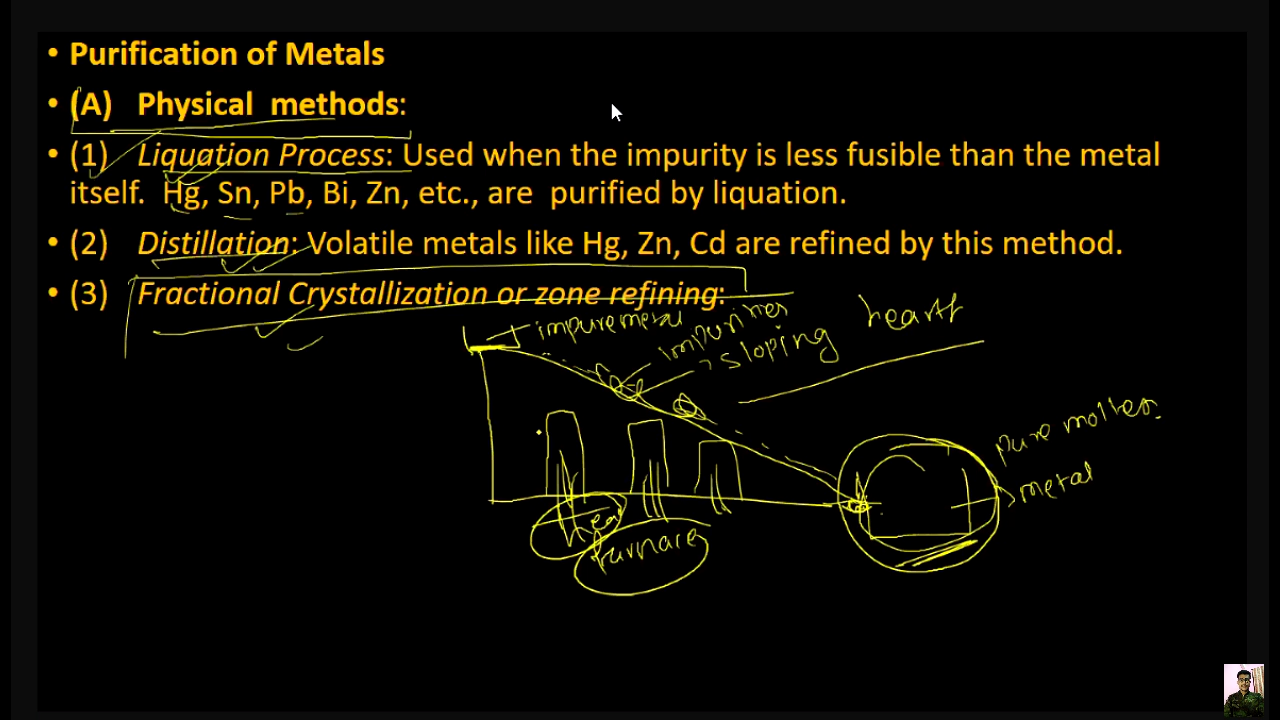 • Purification of Metals
• (A) Physical methods:
• (1) Liquation Process: Used when the impurity is less fusible than the metal
itself. Hg, Sn, Pb, Bi, Zn, etc., are purified by liquation.
• (2) Distillation: Volatile metals like Hg, Zn, Cd are refined by this method.
• (3) Fractional Crystallization or zone refining:
impuremetal
impurities
sloping
hearth
pure molten
metal
heat
furnace